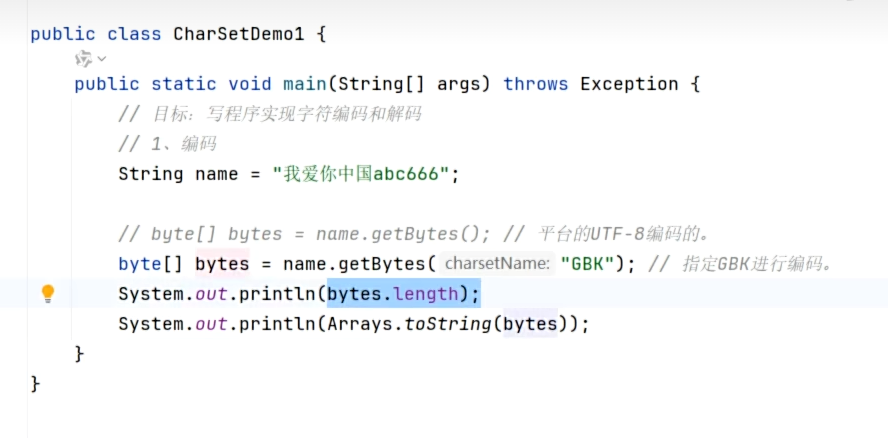 public class CharSetDemo1 {
public static void main(String[] args) throws Exception {
// 目标：写程序实现字符编码和解码
// 1、编码
String name = "我爱你中国abc666";
// byte[] bytes = name.getBytes(); // 平台的UTF-8编码的。
byte[] bytes = name.getBytes( charsetName: "GBK"); // 指定GBK进行编码。
System.out.println(bytes.length);
System.out.println(Arrays.toString(bytes));
}
}